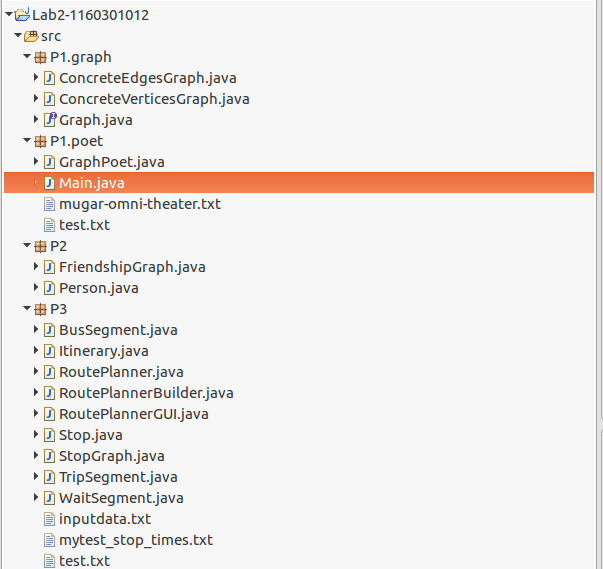 Lab2-1160301012
src
P1.graph
ConcreteEdgesGraph.java
ConcreteVerticesGraph.java
Graph.java
P1.poet
GraphPoet.java
Main.java
mugar-omni-theater.txt
test.txt
P2
FriendshipGraph.java
Person.java
P3
BusSegment.java
Itinerary.java
RoutePlanner.java
RoutePlannerBuilder.java
RoutePlannerGUI.java
Stop.java
StopGraph.java
TripSegment.java
WaitSegment.java
inputdata.txt
mytest_stop_times.txt
test.txt